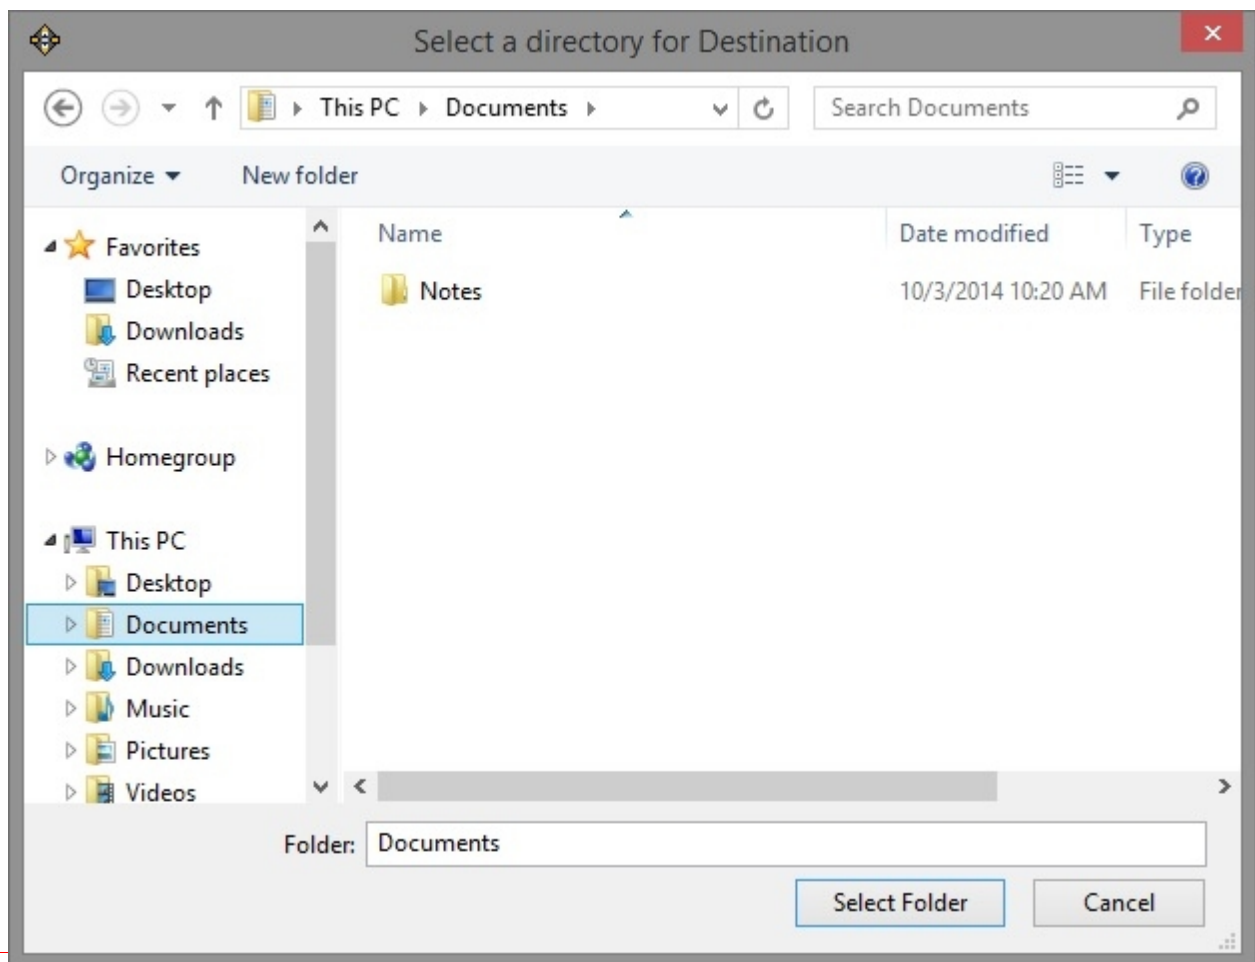 Select a directory for Destination
This PC Documents
Search Documents
Organize New folder
Name Date modified Type
Notes 10/3/2014 10:20 AM File folder
Favorites
Desktop
Downloads
Recent places
Homegroup
This PC
Desktop
Documents
Downloads
Music
Pictures
Videos
Folder: Documents
Select Folder Cancel